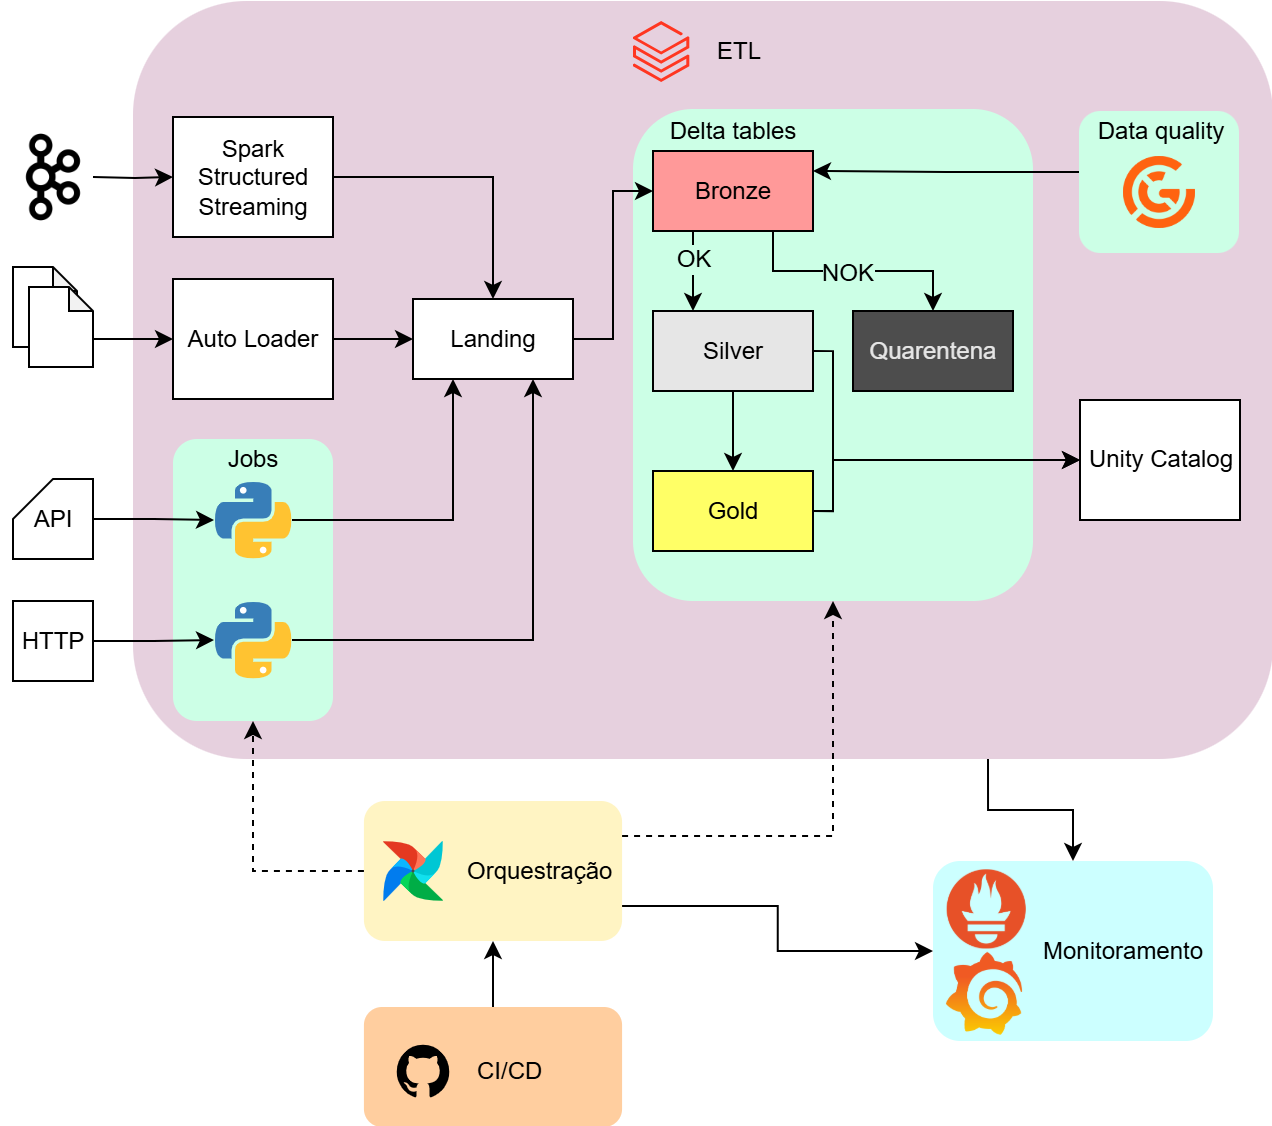 ETL
Spark
Structured
Streaming
Delta tables
Data quality
Bronze
OK
NOK
Auto Loader
Landing
Silver
Quarentena
Jobs
Unity Catalog
API
Gold
HTTP
Orquestração
Monitoramento
CI/CD